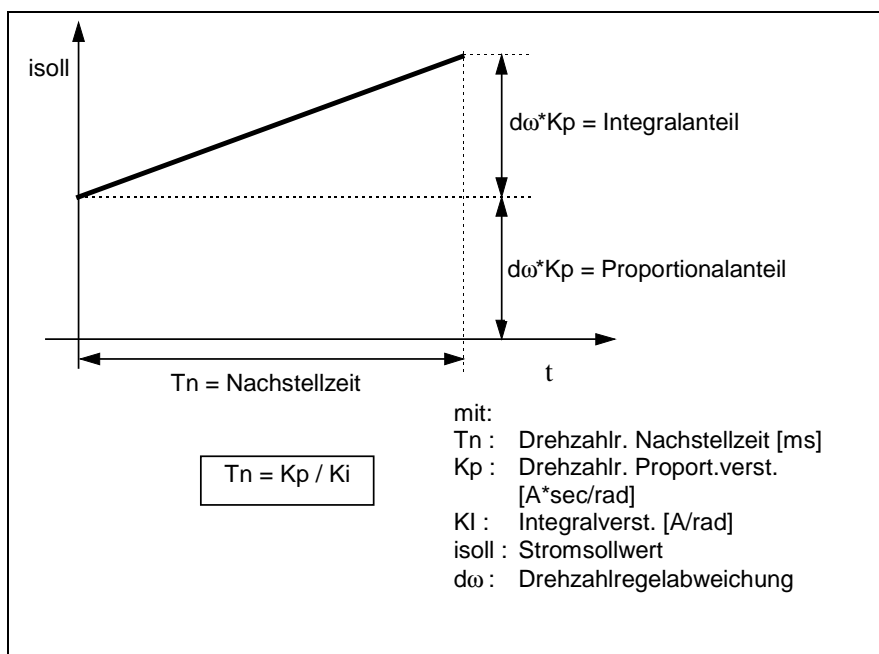 isoll
dω*Kp = Integralanteil
dω*Kp = Proportionalanteil
t
Tn = Nachstellzeit
Tn = Kp / Ki
mit:
Tn : Drehzahlr. Nachstellzeit [ms]
Kp : Drehzahlr. Proport.verst.
[A*sec/rad]
KI : Integralverst. [A/rad]
isoll : Stromsollwert
dω : Drehzahlregelabweichung